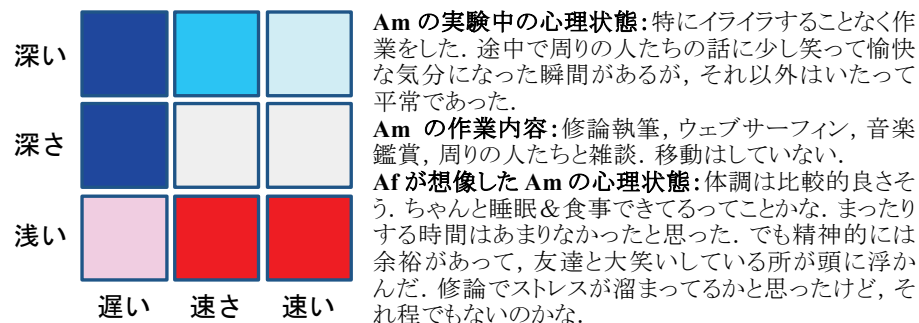 深い
深さ
浅い
遅い 速さ 速い
Am の実験中の心理状態：特にイライラすることなく作
業をした．途中で周りの人たちの話に少し笑って愉快
な気分になった瞬間があるが，それ以外はいたって
平常であった．
Am の作業内容：修論執筆，ウェブサーフィン，音楽
鑑賞，周りの人たちと雑談．移動はしていない．
Af が想像した Am の心理状態：体調は比較的良さそ
う．ちゃんと睡眠＆食事できてるってことかな．まったり
する時間はあまりなかったと思った．でも精神的には
余裕があって，友達と大笑いしている所が頭に浮か
んだ．修論でストレスが溜まってるかと思ったけど，そ
れ程でもないのかな．